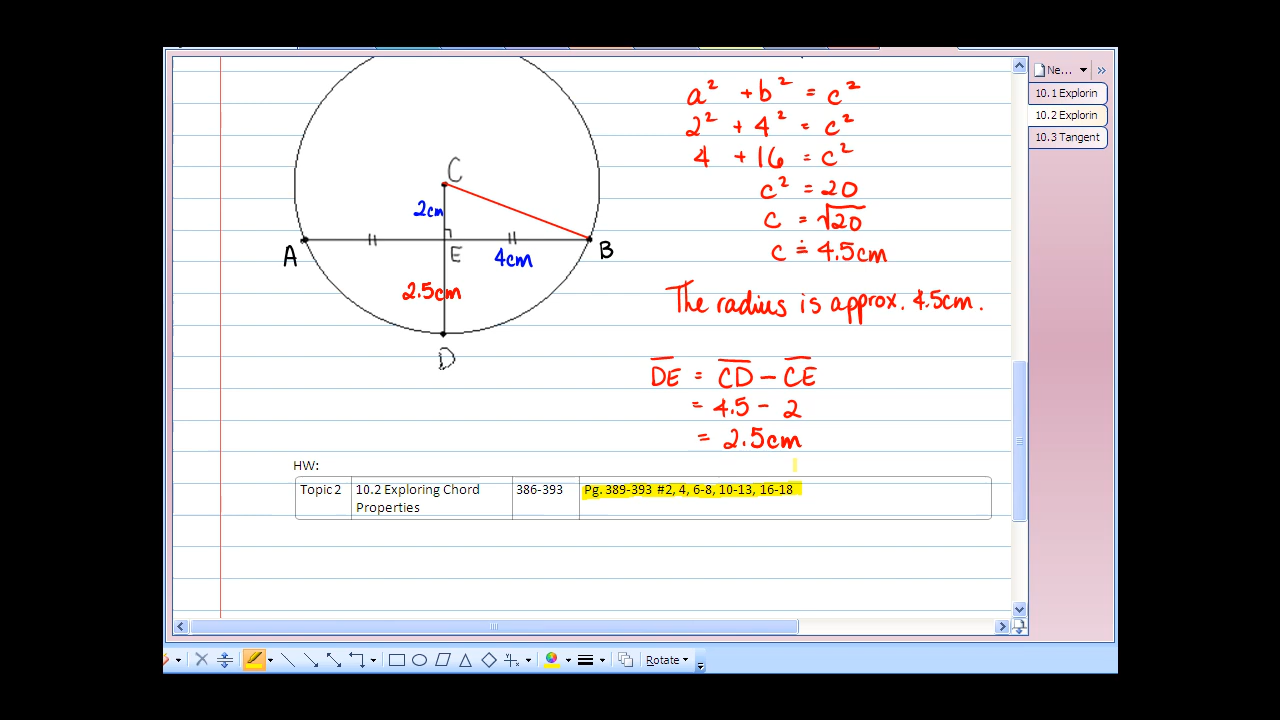 Ne...
»
10.1 Explorin
10.2 Explorin
10.3 Tangent
C
2cm
A
E
4cm
B
2.5cm
D
a² + b² = c²
2² + 4² = c²
4 + 16 = c²
c² = 20
c = √20
c ≐ 4.5cm
The radius is approx. 4.5cm.
DE = CD - CE
= 4.5 - 2
= 2.5cm
HW:
Topic 2 10.2 Exploring Chord 386-393 Pg. 389-393 #2, 4, 6-8, 10-13, 16-18
Properties
Rotate